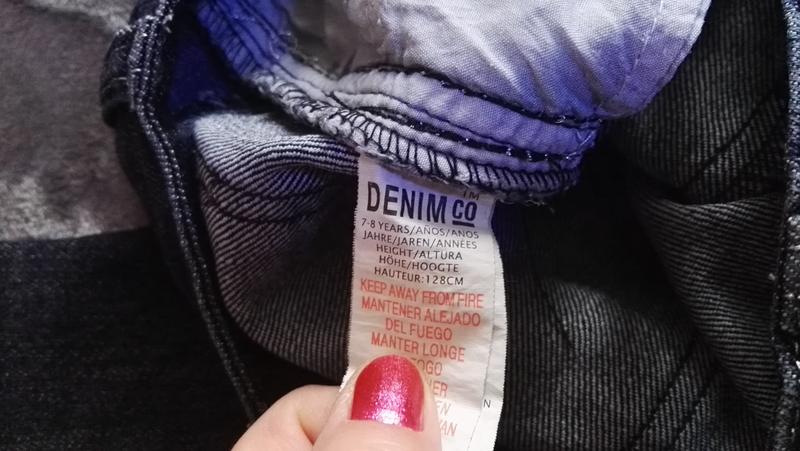 TM
DENIM CO
7-8 YEARS/AÑOS/ANOS
JAHRE/JAREN/ANNÉES
HEIGHT/ALTURA
HÖHE/HOOGTE
HAUTEUR:128CM
KEEP AWAY FROM FIRE
MANTENER ALEJADO
DEL FUEGO
MANTER LONGE
N